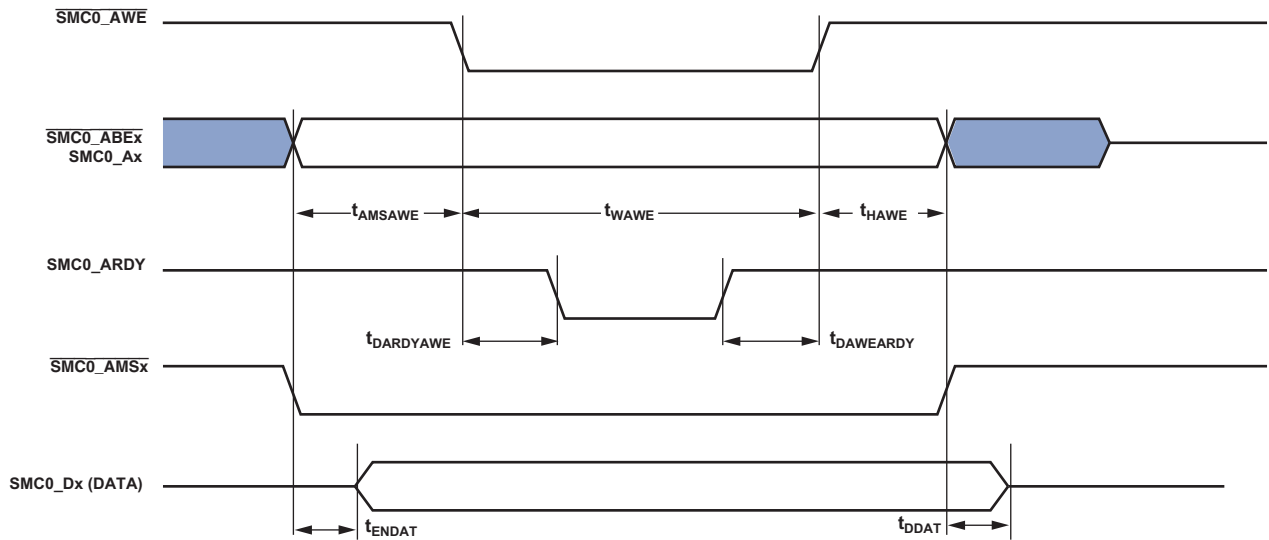 SMC0_AWE
SMC0_ABEx
SMC0_Ax
tAMSAWE
tWAWE
tHAWE
SMC0_ARDY
tDARDYAWE
tDAWEARDY
SMC0_AMSx
SMC0_Dx (DATA)
tENDAT
tDDAT